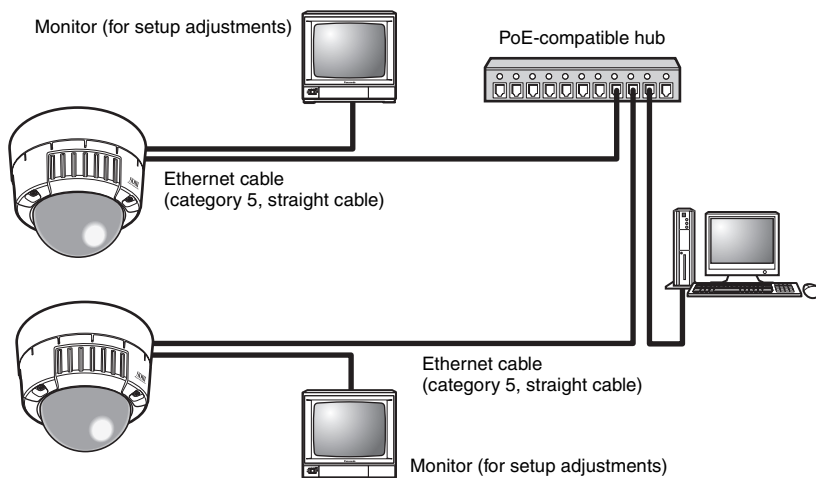 Monitor (for setup adjustments)
PoE-compatible hub
Ethernet cable
(category 5, straight cable)
Ethernet cable
(category 5, straight cable)
Monitor (for setup adjustments)